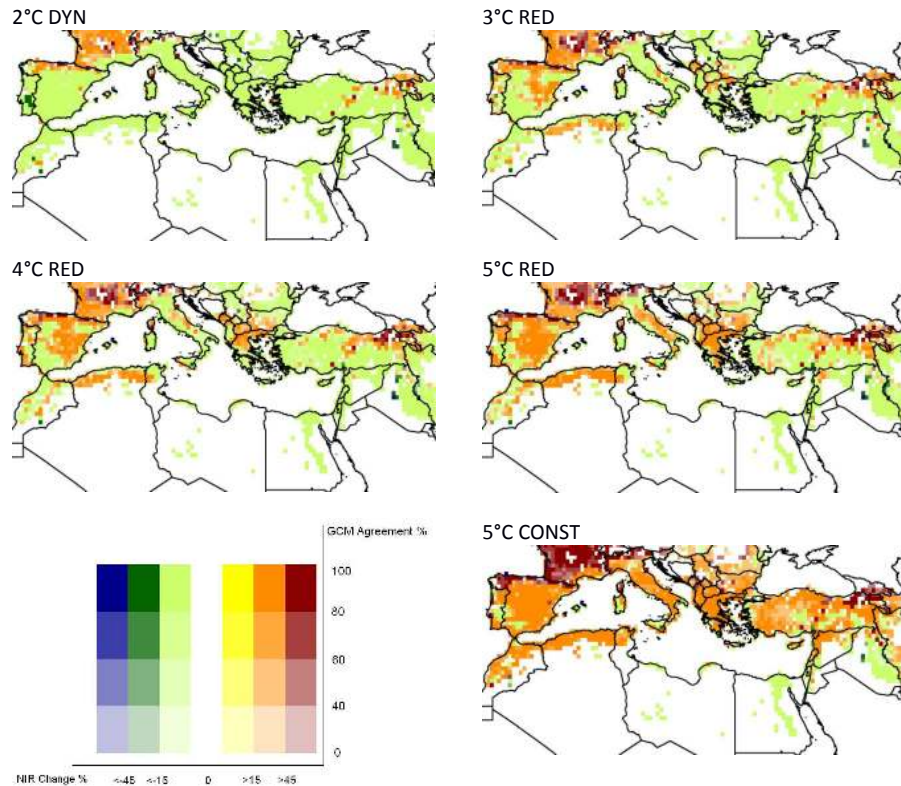 2°C DYN
3°C RED
4°C RED
5°C RED
5°C CONST
GCM Agreement %
100
80
60
40
0
NIR Change % <-45 <-15 0 >15 >45